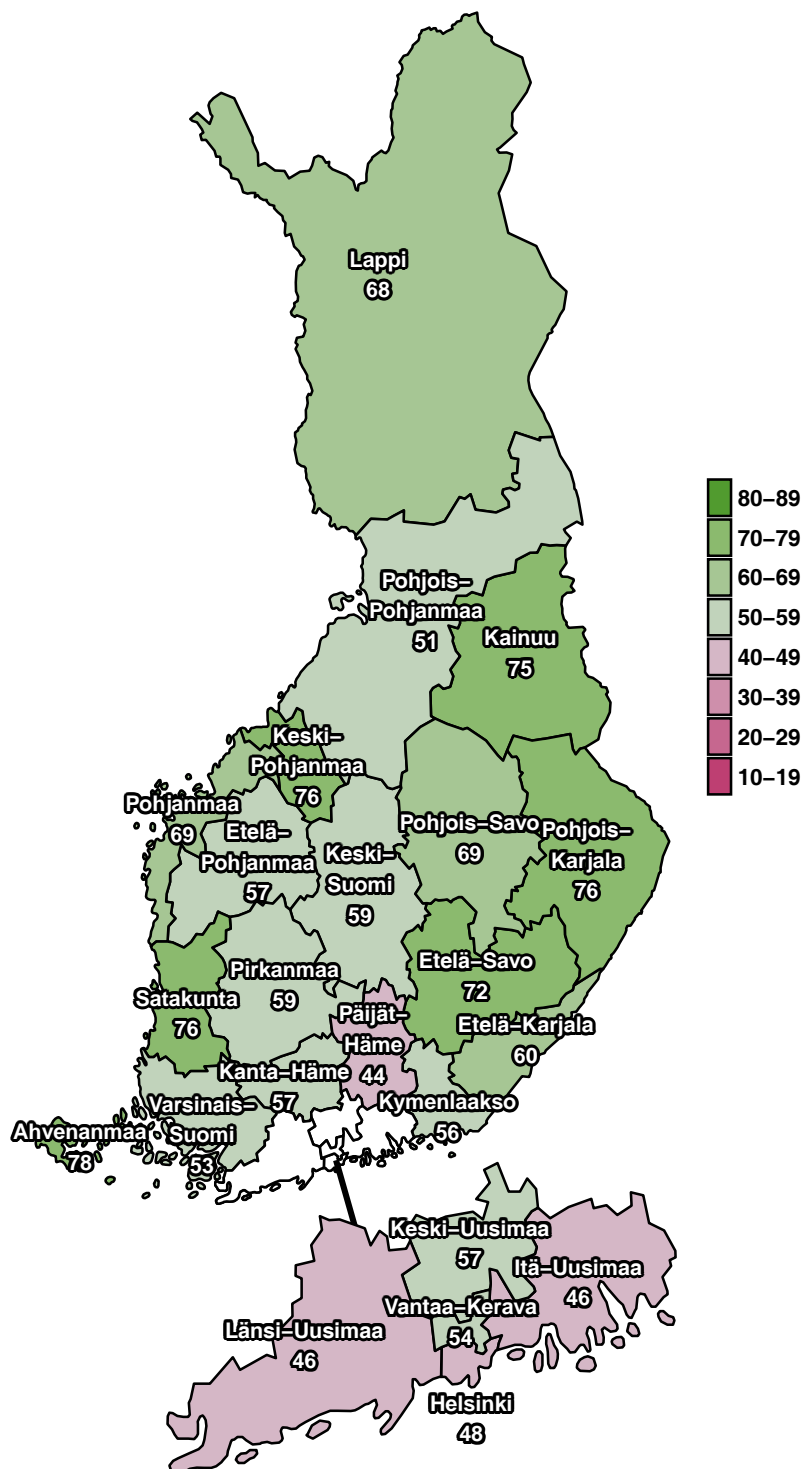 Lappi
68
80–89
70–79
60–69
50–59
40–49
30–39
20–29
10–19
Pohjois–
Pohjanmaa
51
Kainuu
75
Keski–
Pohjanmaa
76
Pohjanmaa
69
Etelä–
Pohjanmaa
57
Keski–
Suomi
59
Pohjois–Savo
69
Pohjois–
Karjala
76
Etelä–Savo
72
Pirkanmaa
59
Satakunta
76
Päijät–
Häme
44
Etelä–Karjala
60
Kanta–Häme
57
Kymenlaakso
56
Varsinais–
Suomi
53
Ahvenanmaa
78
Keski–Uusimaa
57
Itä–Uusimaa
46
Vantaa–Kerava
54
Länsi–Uusimaa
46
Helsinki
48